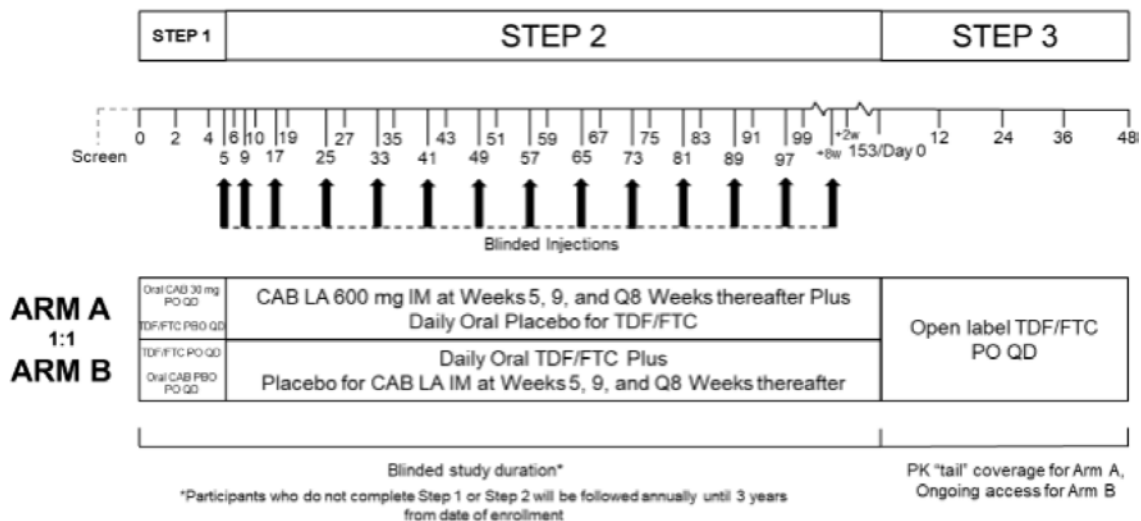 STEP 1
STEP 2
STEP 3
0 2 4 6 10 19 27 35 43 51 59 67 75 83 91 99 +2w 12 24 36 48
Screen 5 9 17 25 33 41 49 57 65 73 81 89 97 +8w 153/Day 0
Blinded Injections
ARM A
1:1
ARM B
Oral CAB 30 mg
PO QD
TDF/FTC PBO QD
CAB LA 600 mg IM at Weeks 5, 9, and Q8 Weeks thereafter Plus
Daily Oral Placebo for TDF/FTC
TDF/FTC PO QD
Oral CAB PBO
PO QD
Daily Oral TDF/FTC Plus
Placebo for CAB LA IM at Weeks 5, 9, and Q8 Weeks thereafter
Open label TDF/FTC
PO QD
Blinded study duration*
*Participants who do not complete Step 1 or Step 2 will be followed annually until 3 years
from date of enrollment
PK "tail" coverage for Arm A,
Ongoing access for Arm B